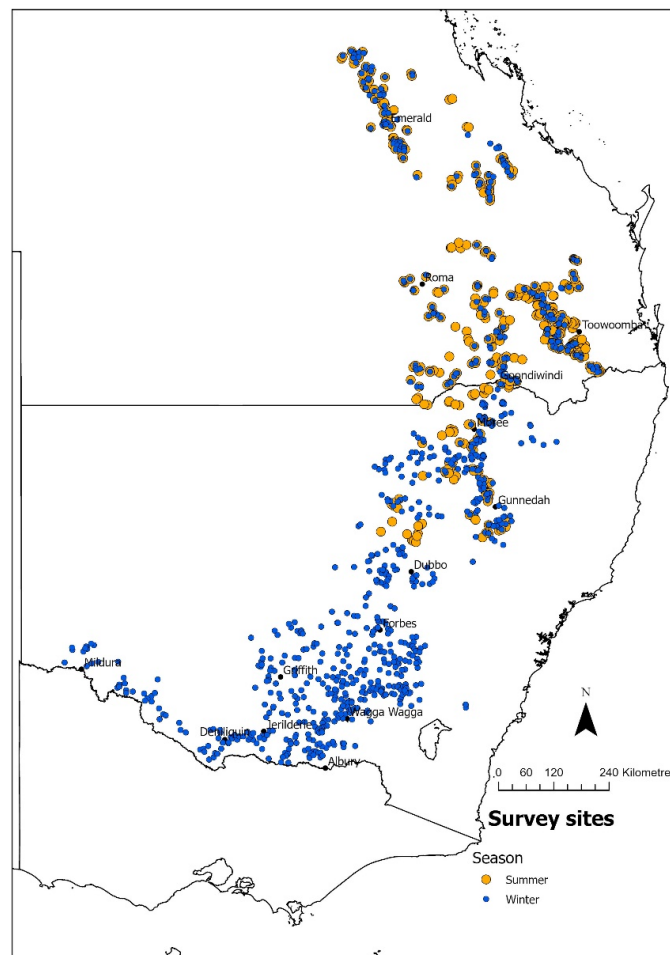 Emerald
Roma
Toowoomba
Goondiwindi
Moree
Gunnedah
Dubbo
Forbes
Mildura
Griffith
Wagga Wagga
Jerilderie
Deniliquin
Albury
N
0 60 120 240 Kilometre
Survey sites
Season
Summer
Winter